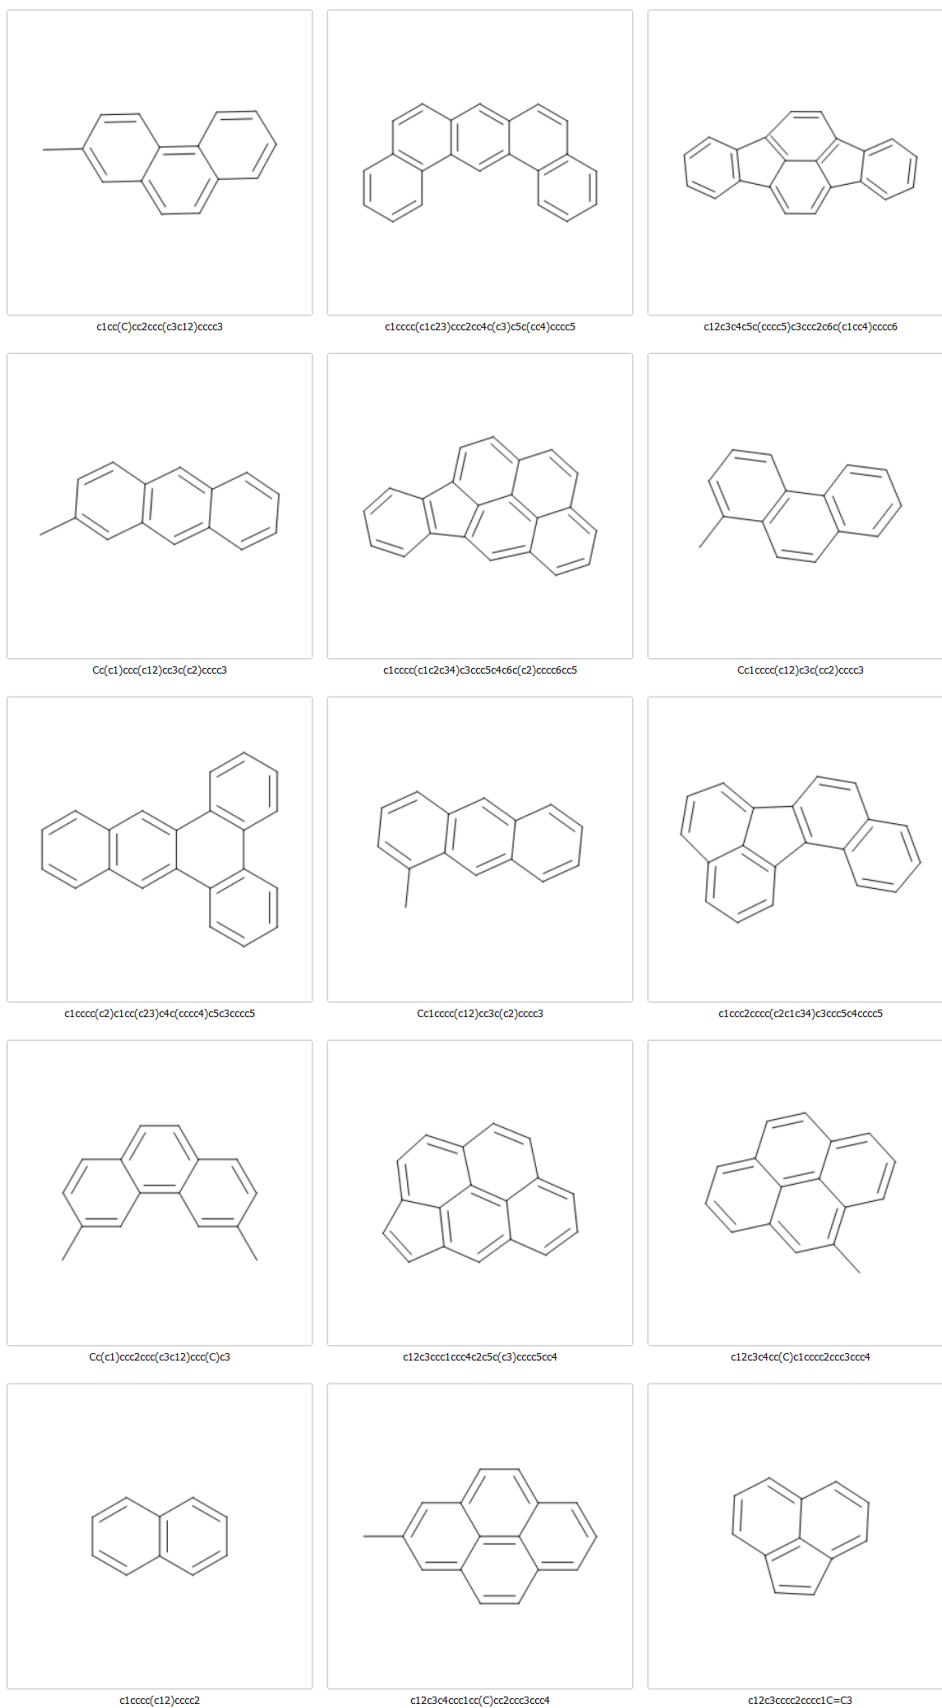 c1cc(C)cc2ccc(c3c12)cccc3
c1cccc(c1c23)ccc2cc4c(c3)c5c(cc4)cccc5
c12c3c4c5c(cccc5)c3ccc2c6c(c1cc4)cccc6
Cc(c1)ccc(c12)cc3c(c2)cccc3
c1cccc(c1c2c34)c3ccc5c4c6c(c2)cccc6cc5
Cc1cccc(c12)c3c(cc2)cccc3
c1cccc(c2)c1cc(c23)c4c(cccc4)c5c3cccc5
Cc1cccc(c12)cc3c(c2)cccc3
c1ccc2cccc(c2c1c34)c3ccc5c4cccc5
Cc(c1)ccc2ccc(c3c12)ccc(C)c3
c12c3ccc1ccc4c2c5c(c3)cccc5cc4
c12c3c4cc(C)c1cccc2ccc3ccc4
c1cccc(c12)cccc2
c12c3c4ccc1cc(C)cc2ccc3ccc4
c12c3cccc2cccc1C=C3